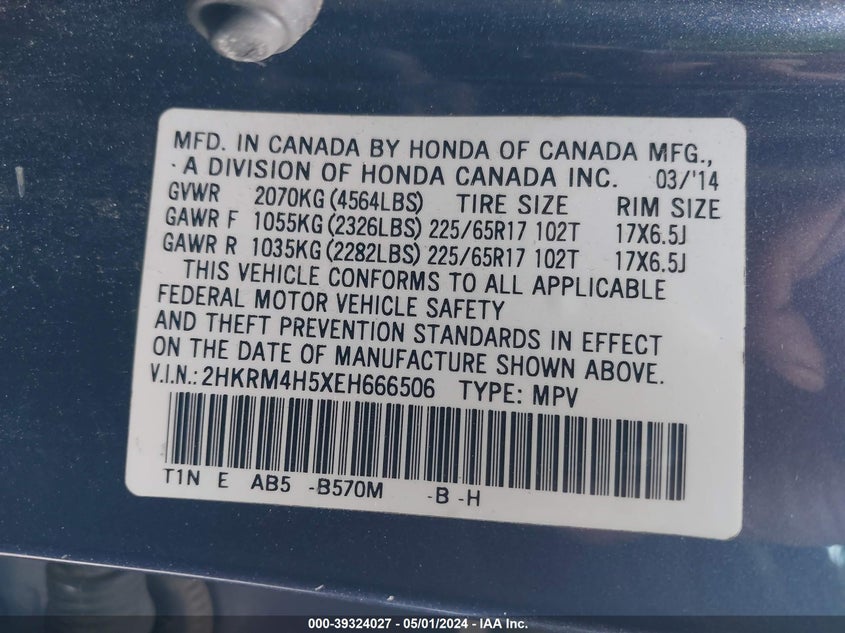 MFD. IN CANADA BY HONDA OF CANADA MFG.,
A DIVISION OF HONDA CANADA INC. 03/'14
GVWR 2070KG (4564LBS) TIRE SIZE RIM SIZE
GAWR F 1055KG (2326LBS) 225/65R17 102T 17X6.5J
GAWR R 1035KG (2282LBS) 225/65R17 102T 17X6.5J
THIS VEHICLE CONFORMS TO ALL APPLICABLE
FEDERAL MOTOR VEHICLE SAFETY
AND THEFT PREVENTION STANDARDS IN EFFECT
ON THE DATE OF MANUFACTURE SHOWN ABOVE.
V.I.N.: 2HKRM4H5XEH666506 TYPE: MPV
T1N E AB5 -B570M -B -H
000-39324027 - 05/01/2024 - IAA Inc.